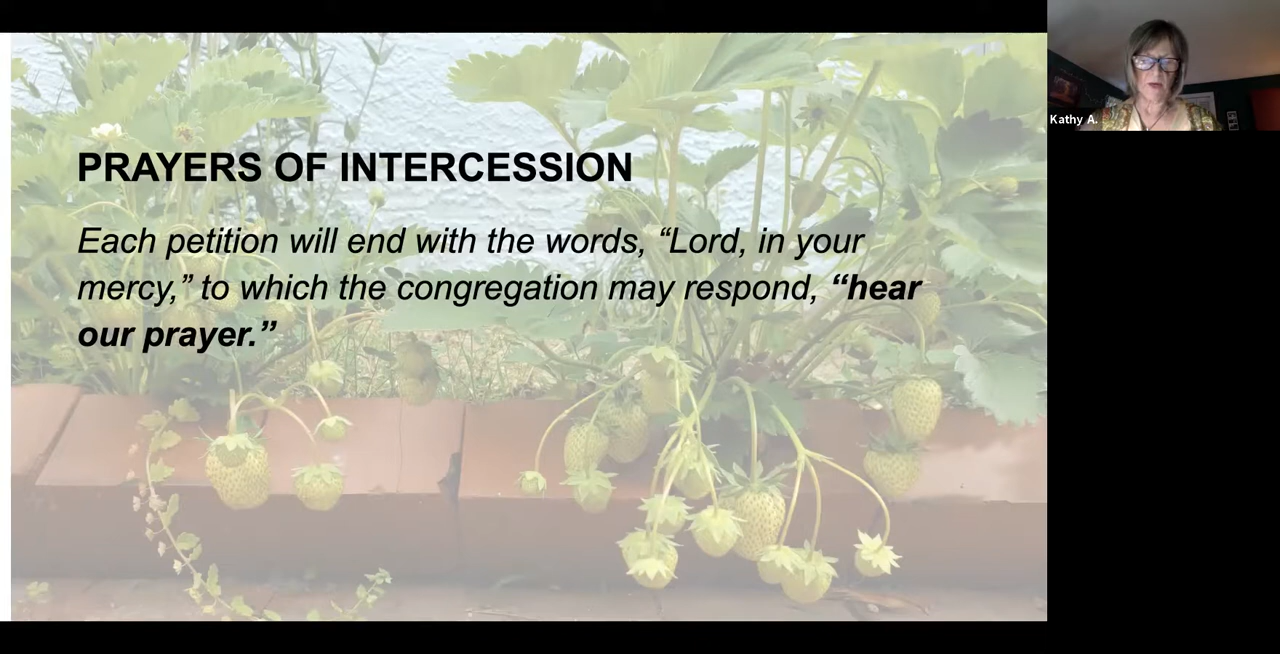 PRAYERS OF INTERCESSION
Each petition will end with the words, “Lord, in your
mercy,” to which the congregation may respond, “hear
our prayer.”
Kathy A.